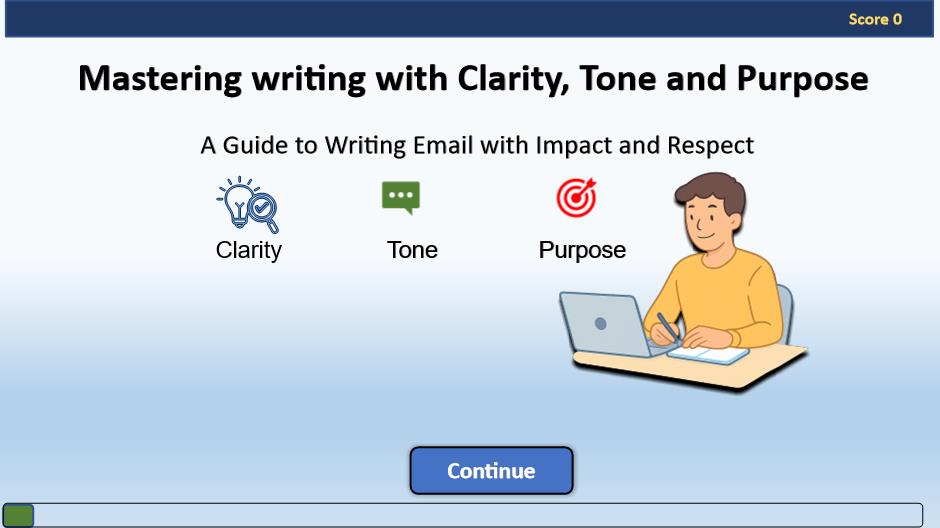 Score 0
Mastering writing with Clarity, Tone and Purpose
A Guide to Writing Email with Impact and Respect
Clarity
Tone
Purpose
Continue